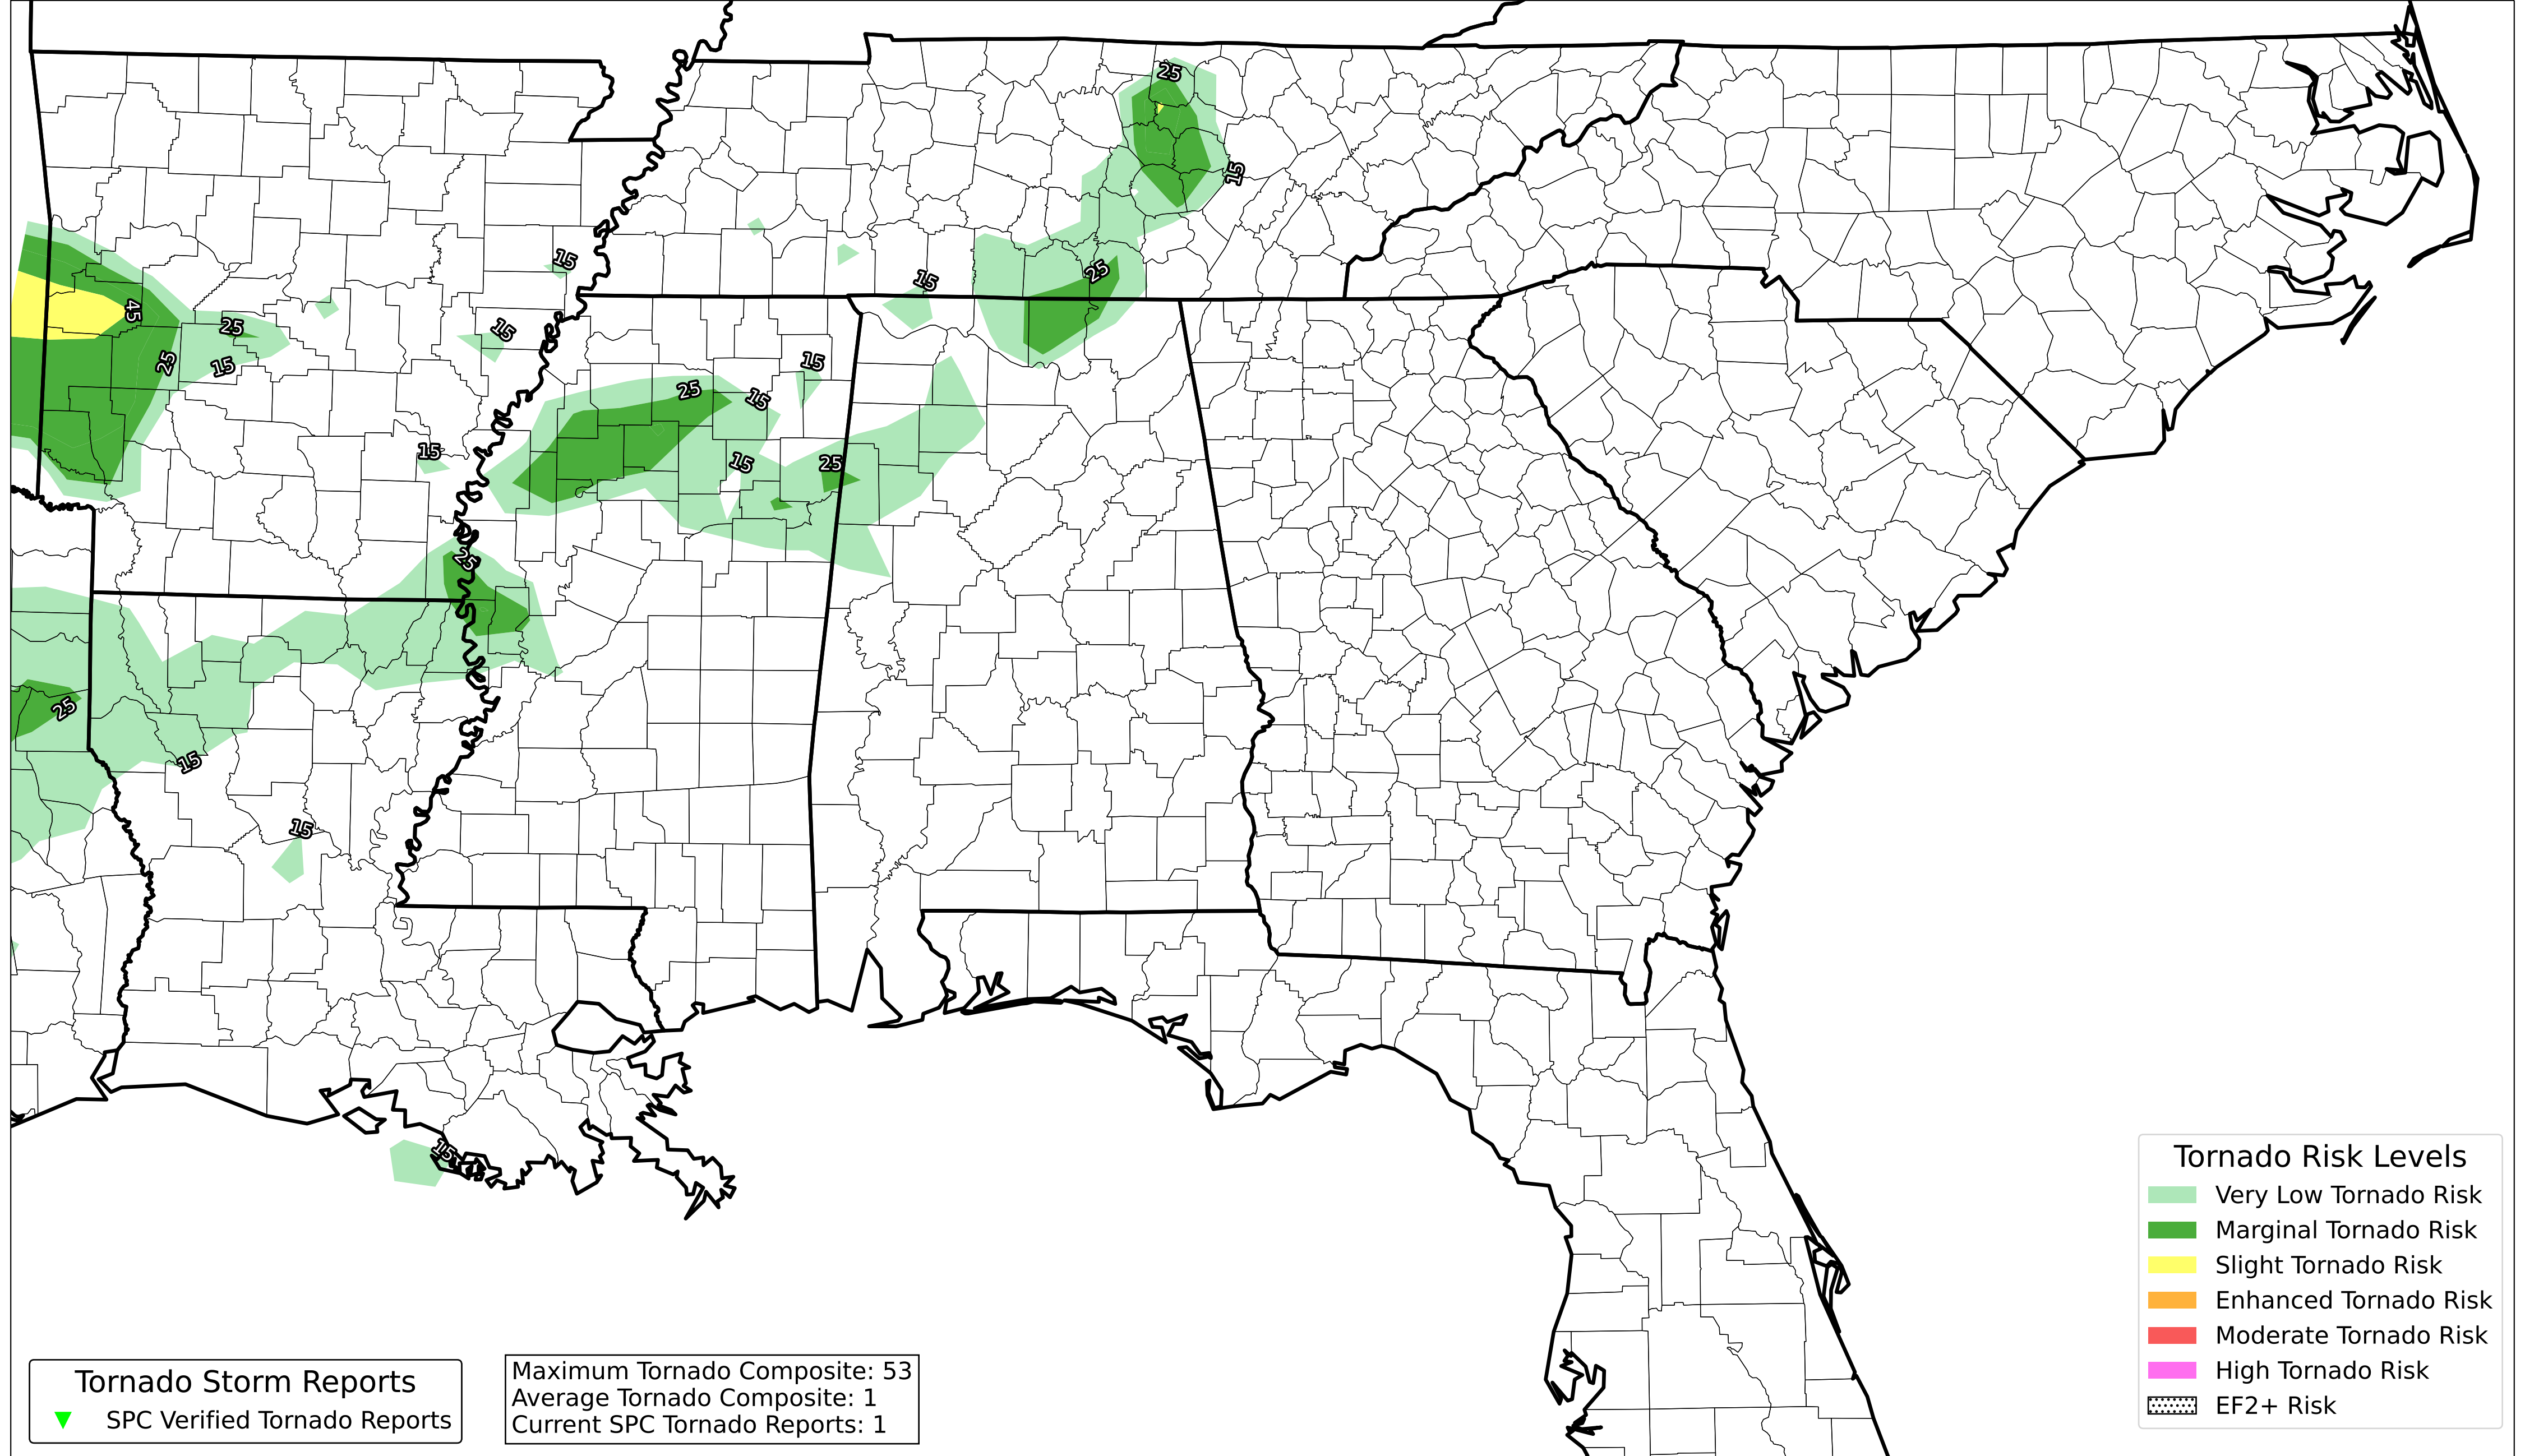 25
15
15
15
25
15
45
25
15
15
25
25
15
25
15
15
15
25
25
25
15
15
15
Tornado Risk Levels
Very Low Tornado Risk
Marginal Tornado Risk
Slight Tornado Risk
Enhanced Tornado Risk
Moderate Tornado Risk
High Tornado Risk
EF2+ Risk
Tornado Storm Reports
SPC Verified Tornado Reports
Maximum Tornado Composite: 53
Average Tornado Composite: 1
Current SPC Tornado Reports: 1